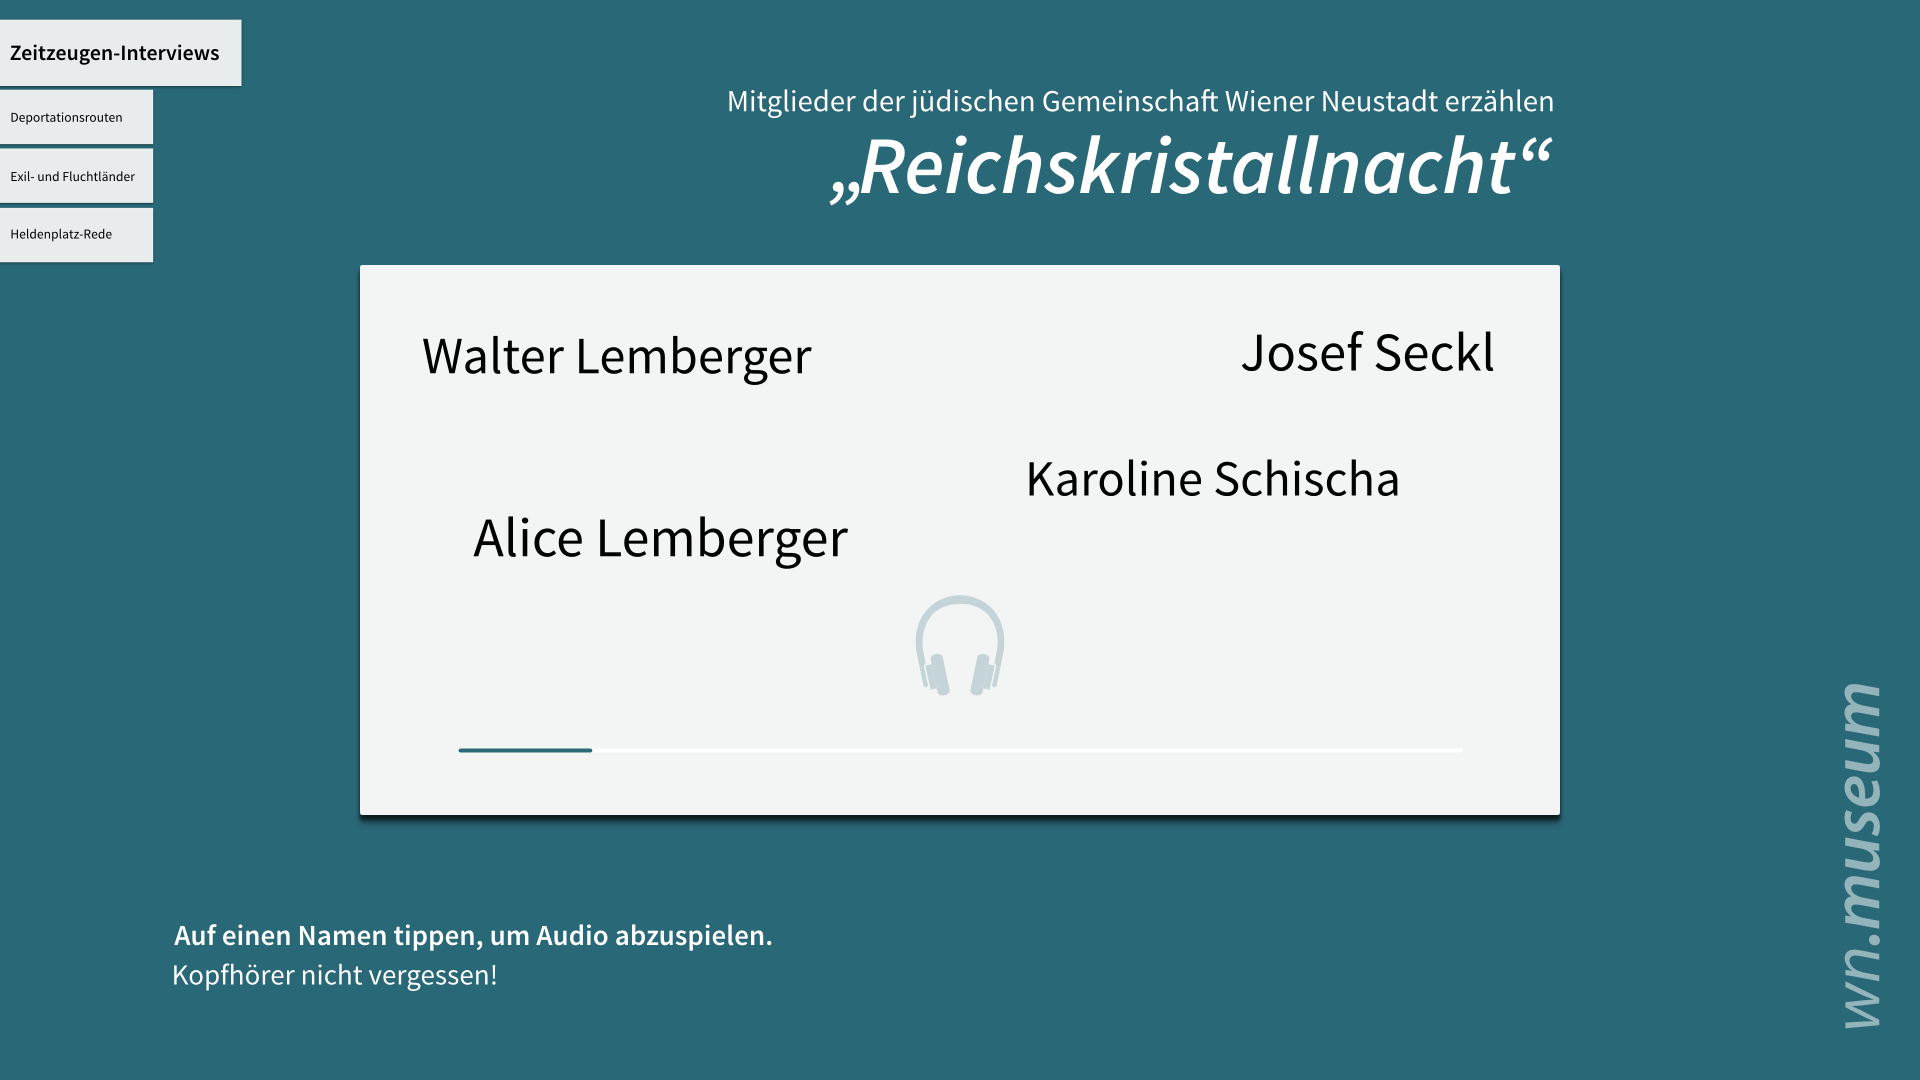 Zeitzeugen-Interviews
Deportationsrouten
Exil- und Fluchtländer
Heldenplatz-Rede
Mitglieder der jüdischen Gemeinschaft Wiener Neustadt erzählen
„Reichskristallnacht“
Walter Lemberger
Josef Seckl
Karoline Schischa
Alice Lemberger
Auf einen Namen tippen, um Audio abzuspielen.
Kopfhörer nicht vergessen!
wn.museum